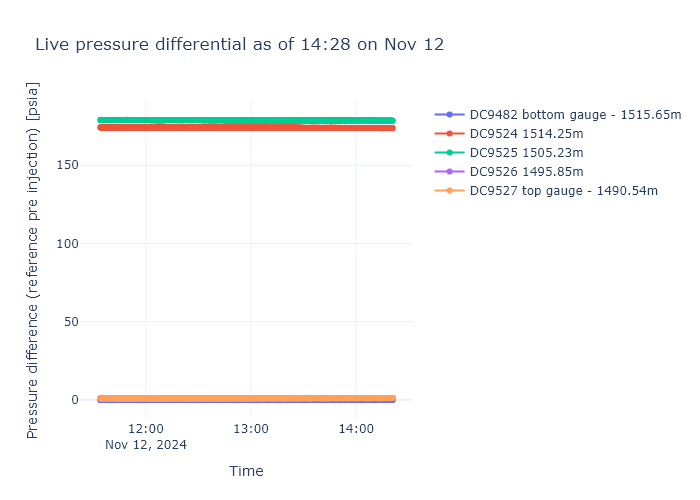 Live pressure differential as of 14:28 on Nov 12
Pressure difference (reference pre injection) [psia]
150
100
50
0
12:00
Nov 12, 2024
13:00
14:00
Time
DC9482 bottom gauge - 1515.65m
DC9524 1514.25m
DC9525 1505.23m
DC9526 1495.85m
DC9527 top gauge - 1490.54m